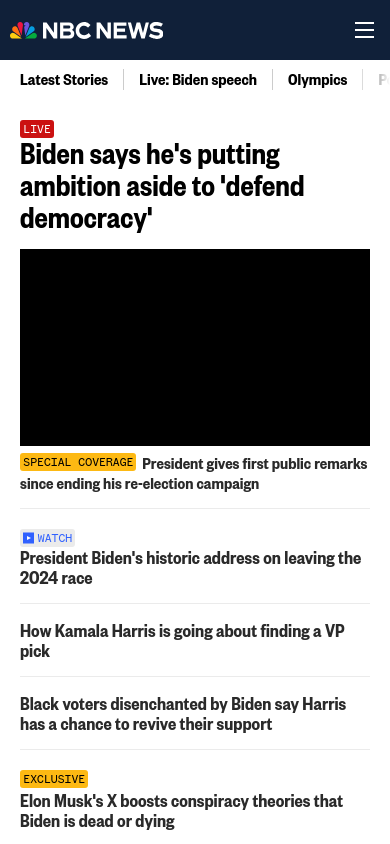 NBC NEWS
Latest Stories
Live: Biden speech
Olympics
LIVE
Biden says he's putting
ambition aside to 'defend
democracy'
SPECIAL COVERAGE President gives first public remarks
since ending his re-election campaign
WATCH
President Biden's historic address on leaving the
2024 race
How Kamala Harris is going about finding a VP
pick
Black voters disenchanted by Biden say Harris
has a chance to revive their support
EXCLUSIVE
Elon Musk's X boosts conspiracy theories that
Biden is dead or dying